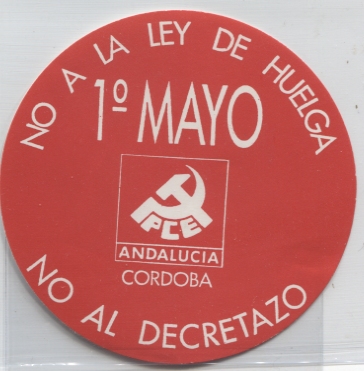 NO A LA LEY DE HUELGA
1º MAYO
PCE
ANDALUCIA
CORDOBA
NO AL DECRETAZO